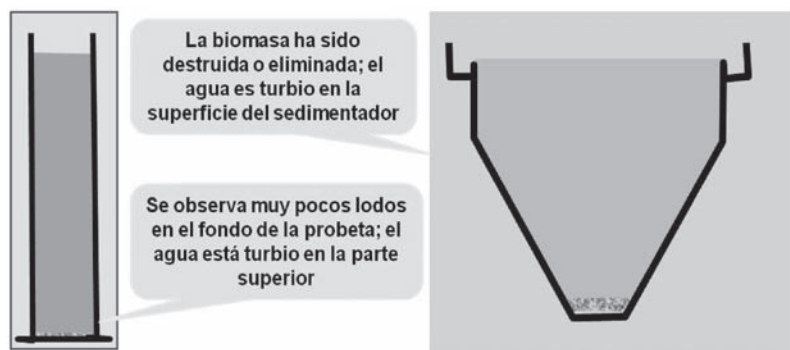 La biomasa ha sido
destruida o eliminada; el
agua es turbio en la
superficie del sedimentador
Se observa muy pocos lodos
en el fondo de la probeta; el
agua está turbio en la parte
superior